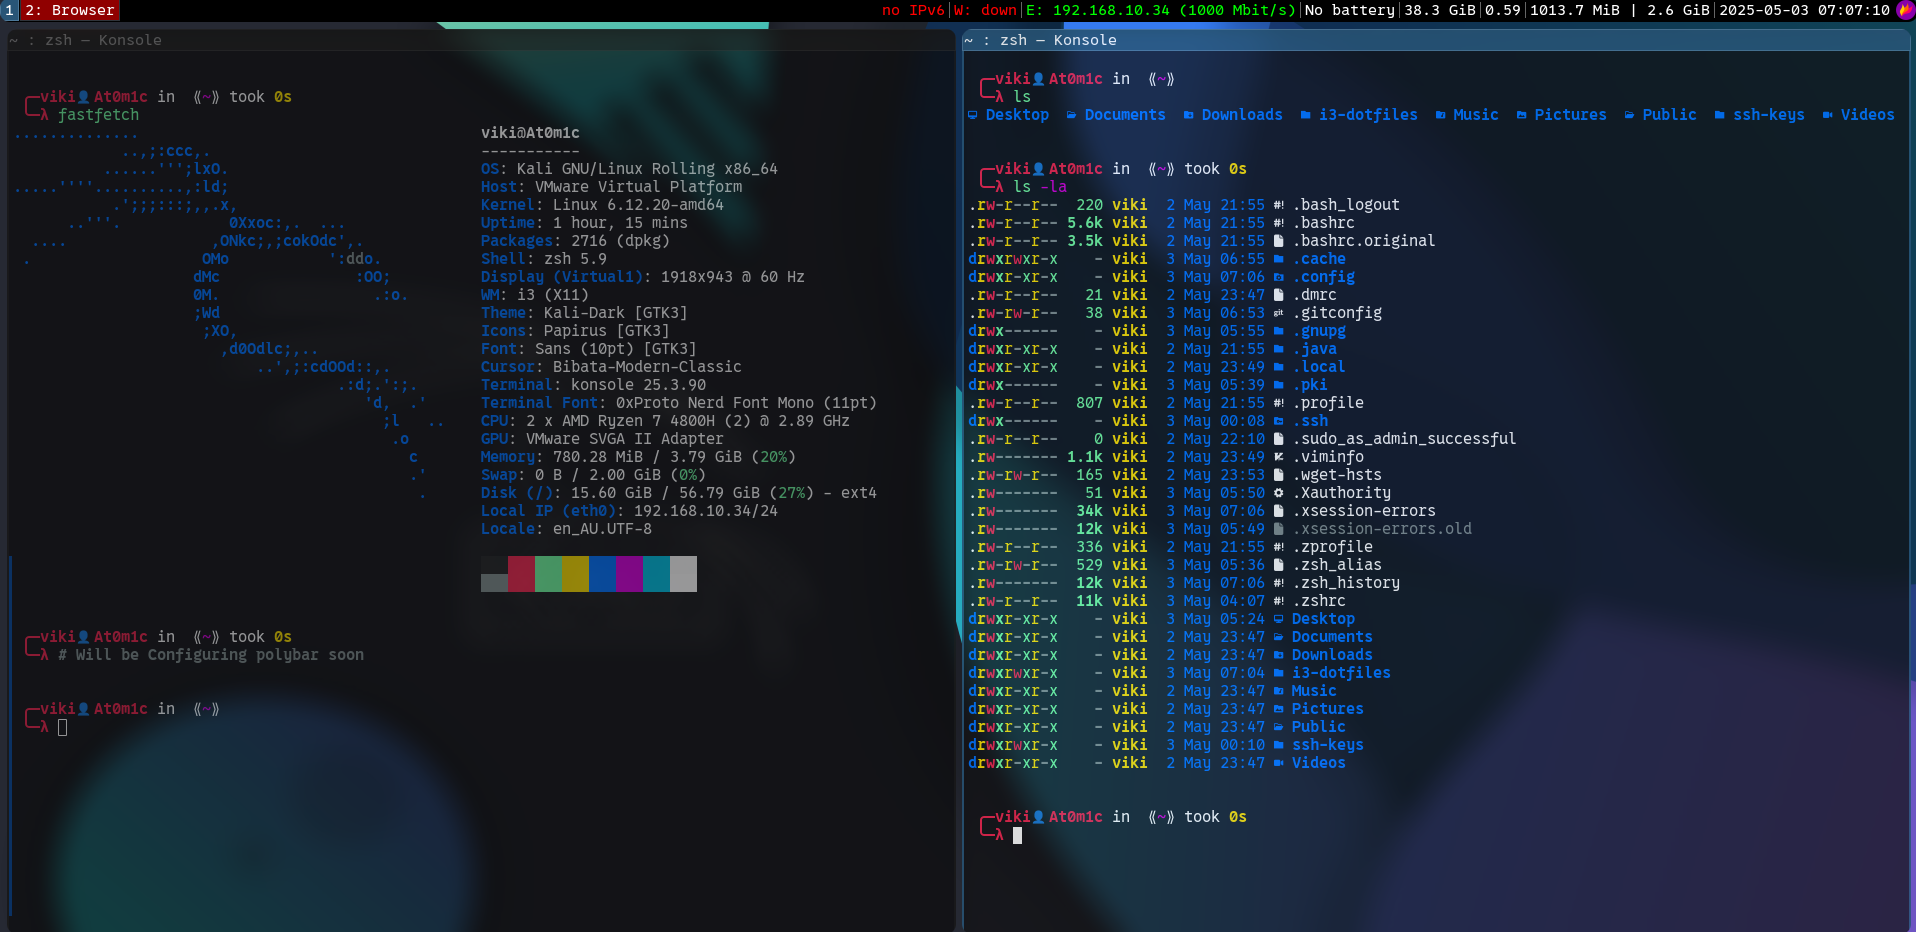 1 2: Browser no IPv6|W: down|E: 192.168.10.34 (1000 Mbit/s)|No battery|38.3 GiB|0.59|1013.7 MiB | 2.6 GiB|2025-05-03 07:07:10
~ : zsh — Konsole
╭─viki👤At0m1c in ⟪~⟫ took 0s
╰─λ fastfetch
..............
..,;:ccc,.
......''';lxO.
.....''''..........,:ld;
.';;;:::;,,.x,
..'''. 0Xxoc:,. ...
.... ,ONkc;,;cokOdc',.
. OMo ':ddo.
dMc :OO;
0M. .:o.
;Wd
;XO,
,d0Odlc;,..
..',;:cdOOd::,.
.:d;.':;.
'd, .'
;l ..
.o
c
.'
.
viki@At0m1c
-----------
OS: Kali GNU/Linux Rolling x86_64
Host: VMware Virtual Platform
Kernel: Linux 6.12.20-amd64
Uptime: 1 hour, 15 mins
Packages: 2716 (dpkg)
Shell: zsh 5.9
Display (Virtual1): 1918x943 @ 60 Hz
WM: i3 (X11)
Theme: Kali-Dark [GTK3]
Icons: Papirus [GTK3]
Font: Sans (10pt) [GTK3]
Cursor: Bibata-Modern-Classic
Terminal: konsole 25.3.90
Terminal Font: 0xProto Nerd Font Mono (11pt)
CPU: 2 x AMD Ryzen 7 4800H (2) @ 2.89 GHz
GPU: VMware SVGA II Adapter
Memory: 780.28 MiB / 3.79 GiB (20%)
Swap: 0 B / 2.00 GiB (0%)
Disk (/): 15.60 GiB / 56.79 GiB (27%) - ext4
Local IP (eth0): 192.168.10.34/24
Locale: en_AU.UTF-8
╭─viki👤At0m1c in ⟪~⟫ took 0s
╰─λ # Will be Configuring polybar soon
╭─viki👤At0m1c in ⟪~⟫
╰─λ
~ : zsh — Konsole
╭─viki👤At0m1c in ⟪~⟫
╰─λ ls
Desktop Documents Downloads i3-dotfiles Music Pictures Public ssh-keys Videos
╭─viki👤At0m1c in ⟪~⟫ took 0s
╰─λ ls -la
.rw-r--r-- 220 viki 2 May 21:55 #! .bash_logout
.rw-r--r-- 5.6k viki 2 May 21:55 #! .bashrc
.rw-r--r-- 3.5k viki 2 May 21:55 .bashrc.original
drwxrwxr-x - viki 3 May 06:55 .cache
drwxr-xr-x - viki 3 May 07:06 .config
.rw-r--r-- 21 viki 2 May 23:47 .dmrc
.rw-rw-r-- 38 viki 3 May 06:53 git .gitconfig
drwx------ - viki 3 May 05:55 .gnupg
drwxr-xr-x - viki 2 May 21:55 .java
drwxr-xr-x - viki 2 May 23:49 .local
drwx------ - viki 3 May 05:39 .pki
.rw-r--r-- 807 viki 2 May 21:55 #! .profile
drwx------ - viki 3 May 00:08 .ssh
.rw-r--r-- 0 viki 2 May 22:10 .sudo_as_admin_successful
.rw------- 1.1k viki 2 May 23:49 .viminfo
.rw-rw-r-- 165 viki 2 May 23:53 .wget-hsts
.rw------- 51 viki 3 May 05:50 .Xauthority
.rw------- 34k viki 3 May 07:06 .xsession-errors
.rw------- 12k viki 3 May 05:49 .xsession-errors.old
.rw-r--r-- 336 viki 2 May 21:55 #! .zprofile
.rw-rw-r-- 529 viki 3 May 05:36 .zsh_alias
.rw------- 12k viki 3 May 07:06 #! .zsh_history
.rw-r--r-- 11k viki 3 May 04:07 #! .zshrc
drwxr-xr-x - viki 3 May 05:24 Desktop
drwxr-xr-x - viki 2 May 23:47 Documents
drwxr-xr-x - viki 2 May 23:47 Downloads
drwxrwxr-x - viki 3 May 07:04 i3-dotfiles
drwxr-xr-x - viki 2 May 23:47 Music
drwxr-xr-x - viki 2 May 23:47 Pictures
drwxr-xr-x - viki 2 May 23:47 Public
drwxrwxr-x - viki 3 May 00:10 ssh-keys
drwxr-xr-x - viki 2 May 23:47 Videos
╭─viki👤At0m1c in ⟪~⟫ took 0s
╰─λ